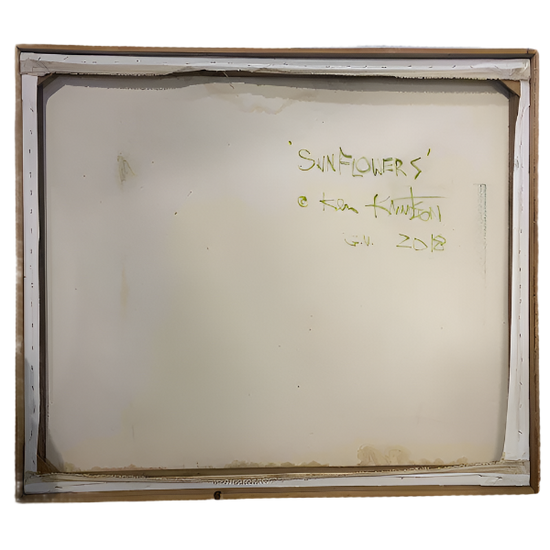 'SUNFLOWERS'
© Ken Knutson
G.V. 2018